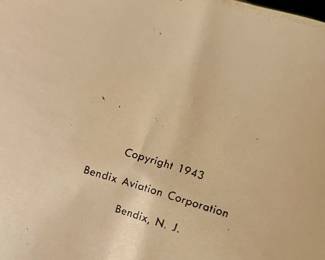 Copyright 1943
Bendix Aviation Corporation
Bendix, N. J.